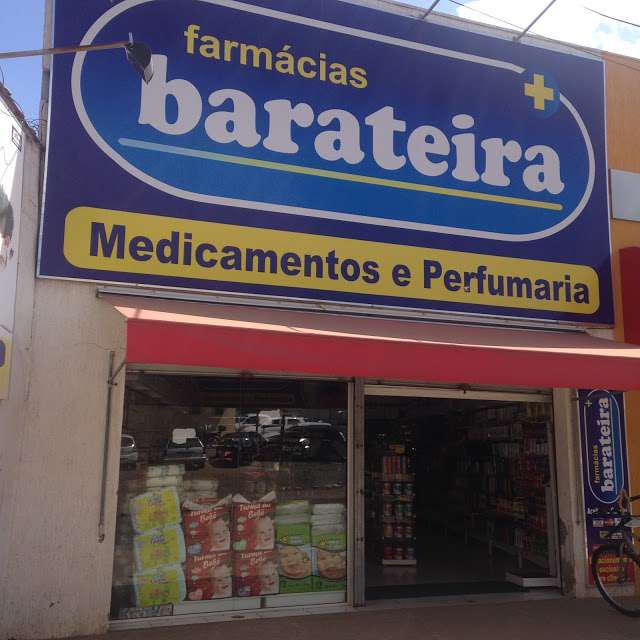 farmácias
barateira
Medicamentos e Perfumaria
farmácias
barateira